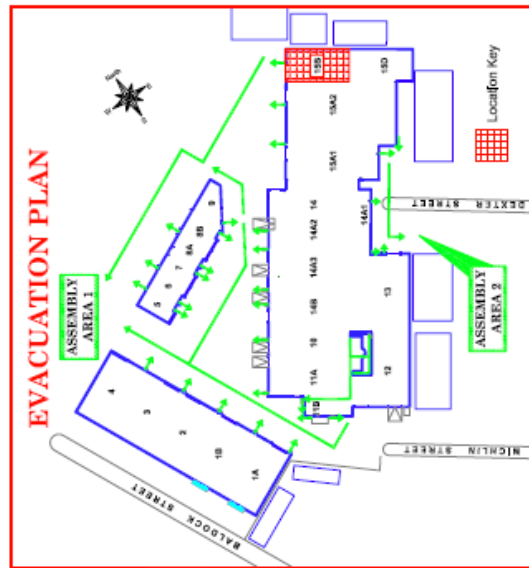 EVACUATION PLAN
ASSEMBLY
AREA 1
ASSEMBLY
AREA 2
Location Key
North
15B
15D
15A2
15A1
14
14A1
14A2
14A3
14B
10
11A
11B
12
13
9
8B
8A
7
6
5
4
3
2
1B
1A
DEXTER STREET
NICHLIN STREET
BALDOCK STREET